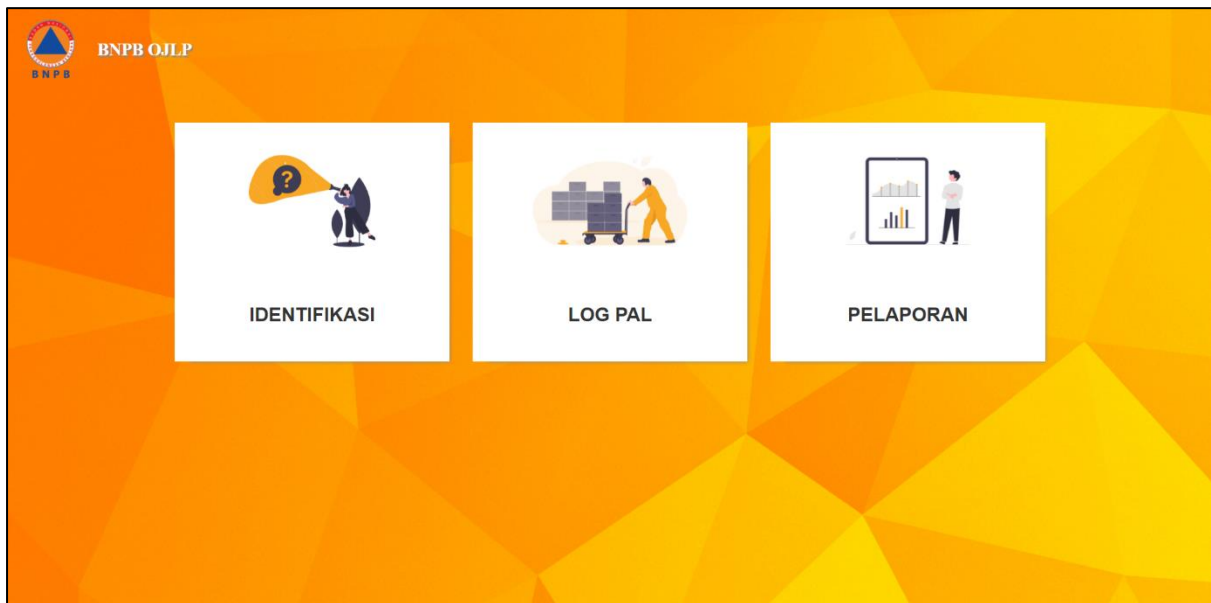 BNPB OJLP
BNPB
?
IDENTIFIKASI
LOG PAL
PELAPORAN